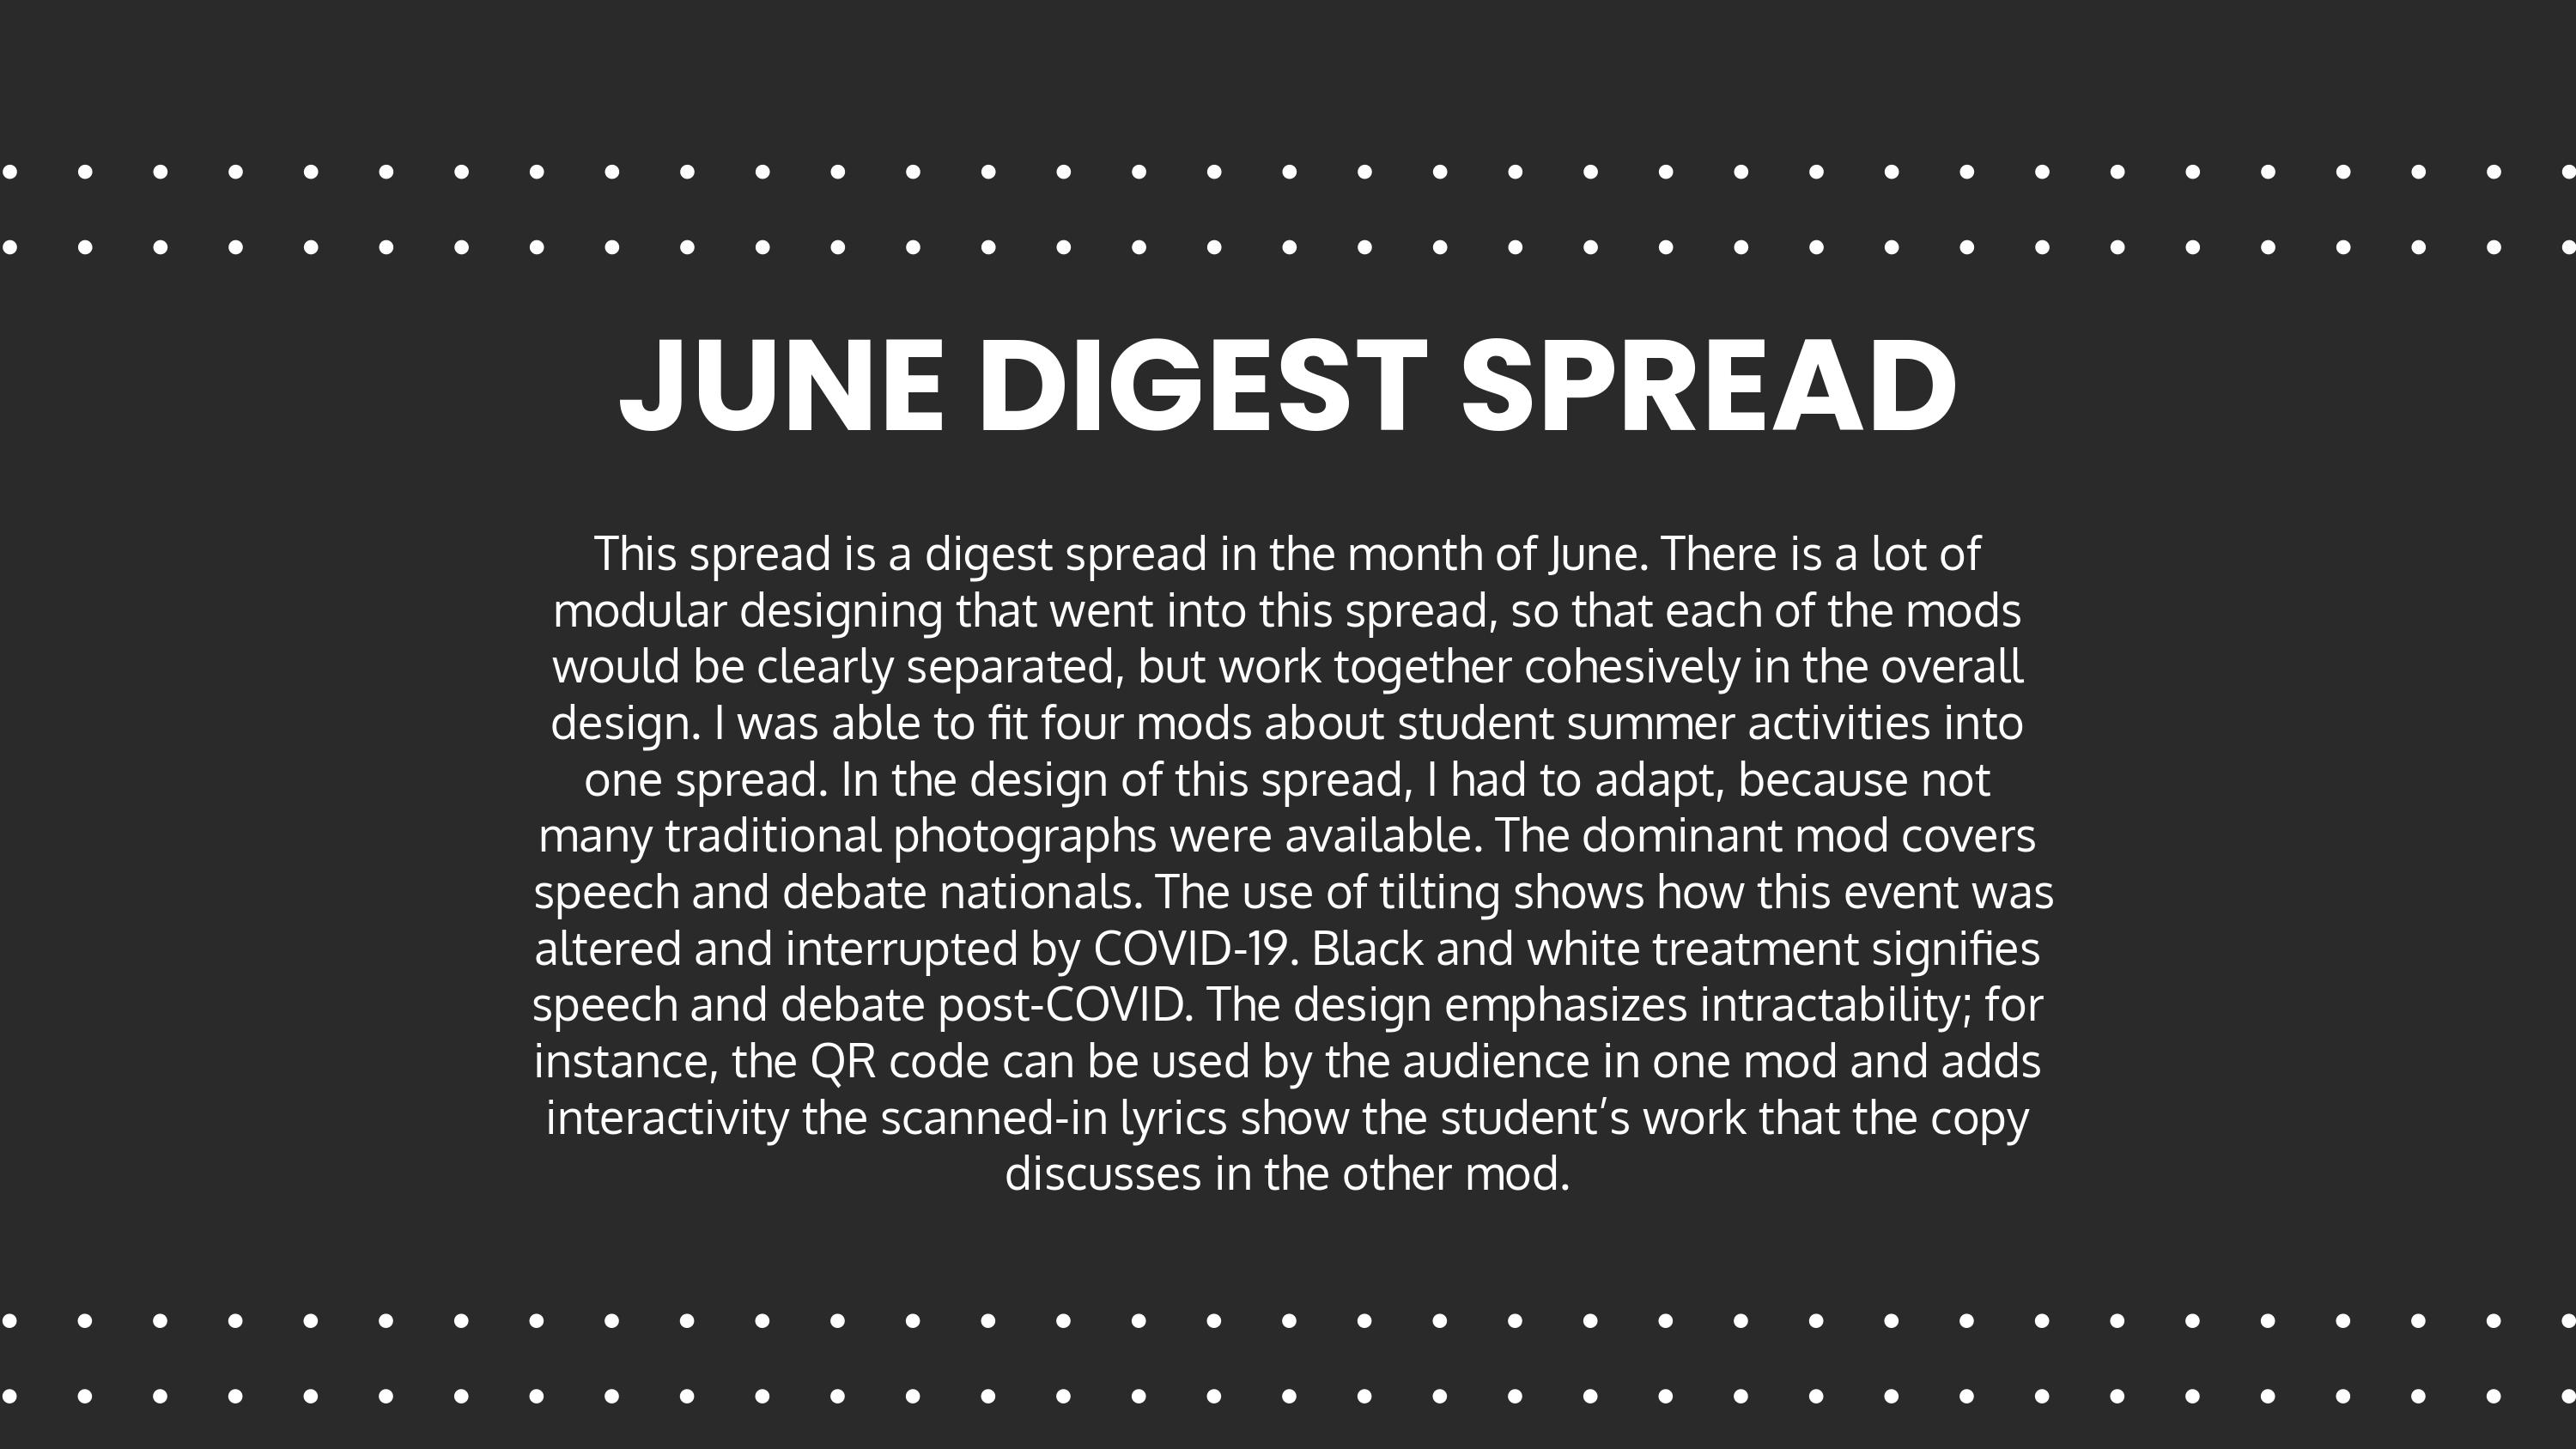 JUNE DIGEST SPREAD
This spread is a digest spread in the month of June. There is a lot of
modular designing that went into this spread, so that each of the mods
would be clearly separated, but work together cohesively in the overall
design. I was able to fit four mods about student summer activities into
one spread. In the design of this spread, I had to adapt, because not
many traditional photographs were available. The dominant mod covers
speech and debate nationals. The use of tilting shows how this event was
altered and interrupted by COVID-19. Black and white treatment signifies
speech and debate post-COVID. The design emphasizes intractability; for
instance, the QR code can be used by the audience in one mod and adds
interactivity the scanned-in lyrics show the student's work that the copy
discusses in the other mod.